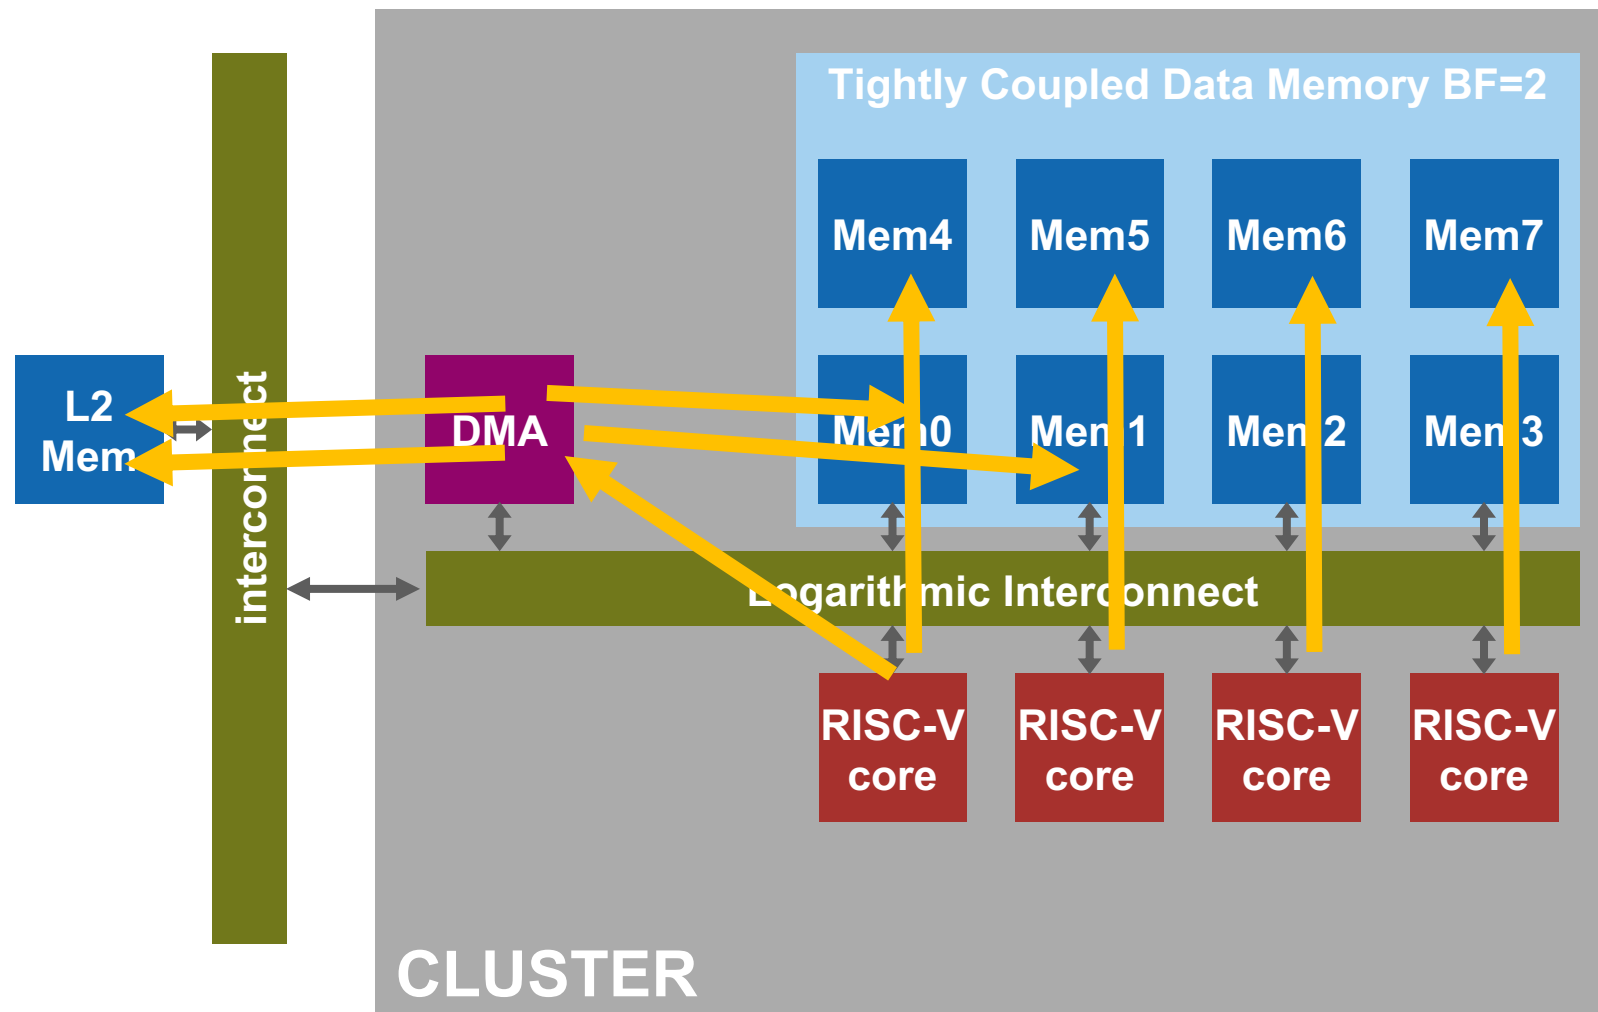 Tightly Coupled Data Memory BF=2
Mem4
Mem5
Mem6
Mem7
L2
Mem
interconnect
DMA
Mem0
Mem1
Mem2
Mem3
Logarithmic Interconnect
RISC-V
core
RISC-V
core
RISC-V
core
RISC-V
core
CLUSTER